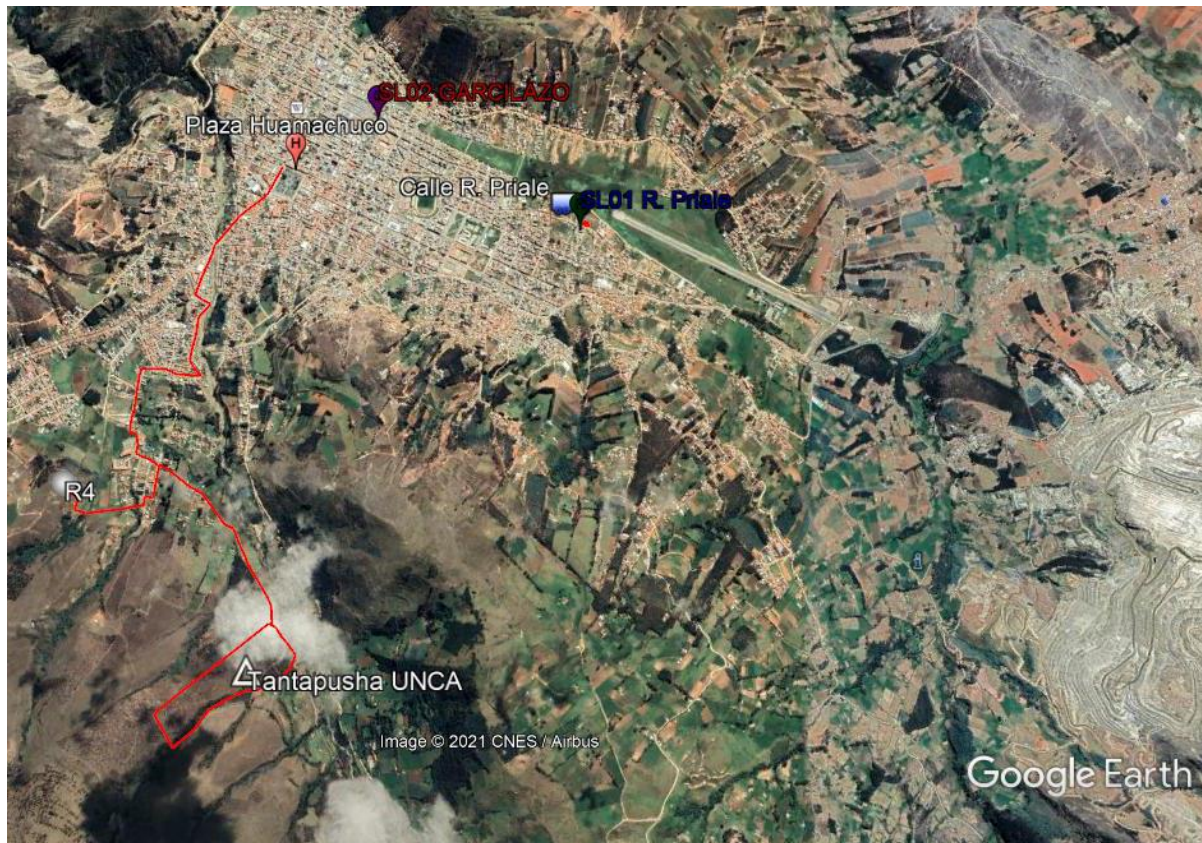 SL02 GARCILAZO
Plaza Huamachuco
H
Calle R. Priale
SL01 R. Priale
R4
Tantapusha UNCA
Image © 2021 CNES / Airbus
Google Earth